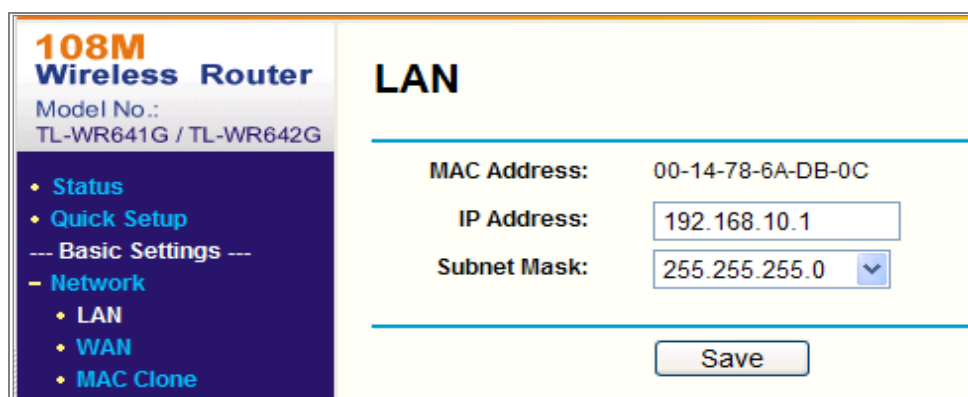 108M
Wireless Router
Model No.:
TL-WR641G / TL-WR642G
• Status
• Quick Setup
--- Basic Settings ---
– Network
• LAN
• WAN
• MAC Clone
LAN
MAC Address: 00-14-78-6A-DB-0C
IP Address: 192.168.10.1
Subnet Mask: 255.255.255.0
Save